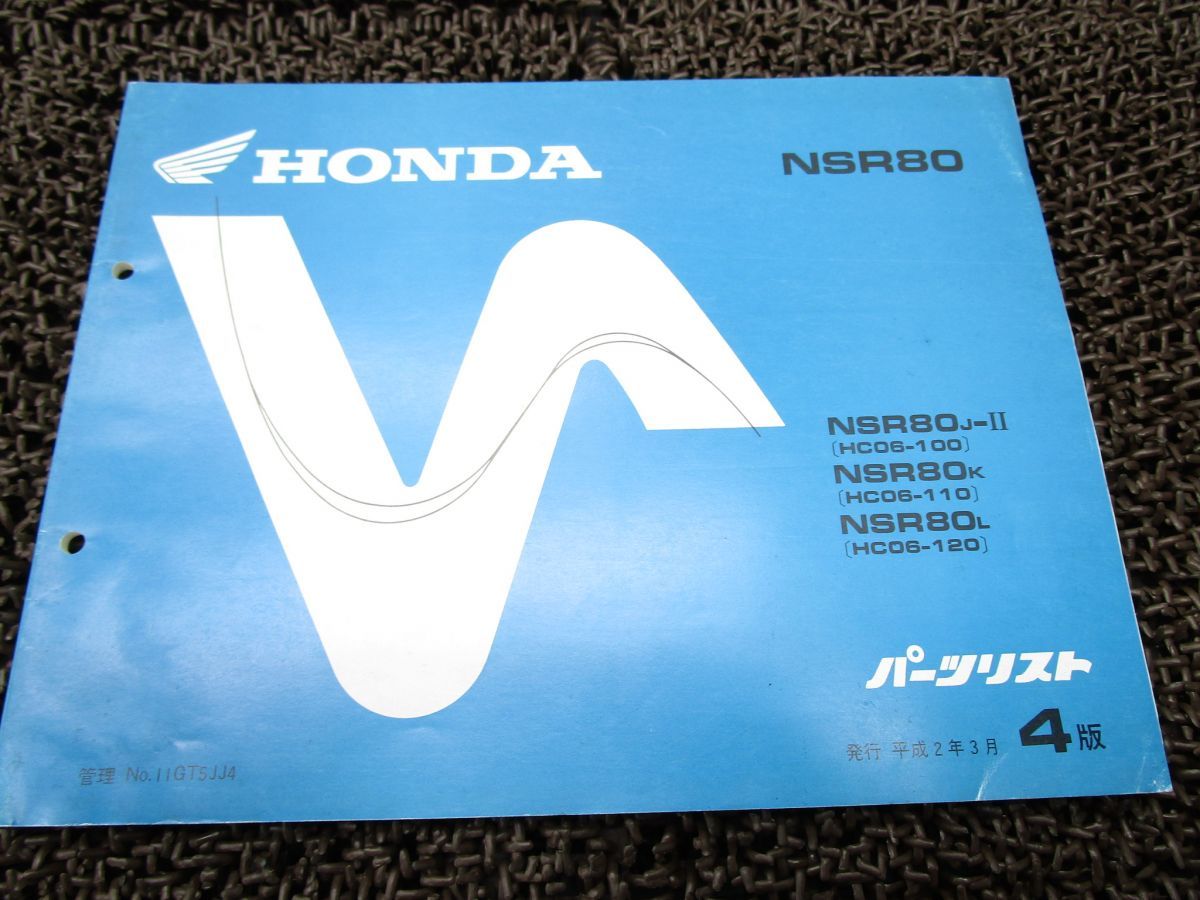 HONDA
NSR80
NSR80J-II
〔HC06-100〕
NSR80K
〔HC06-110〕
NSR80L
〔HC06-120〕
パーツリスト
発行 平成2年3月 4版
管理 No.11GT5JJ4